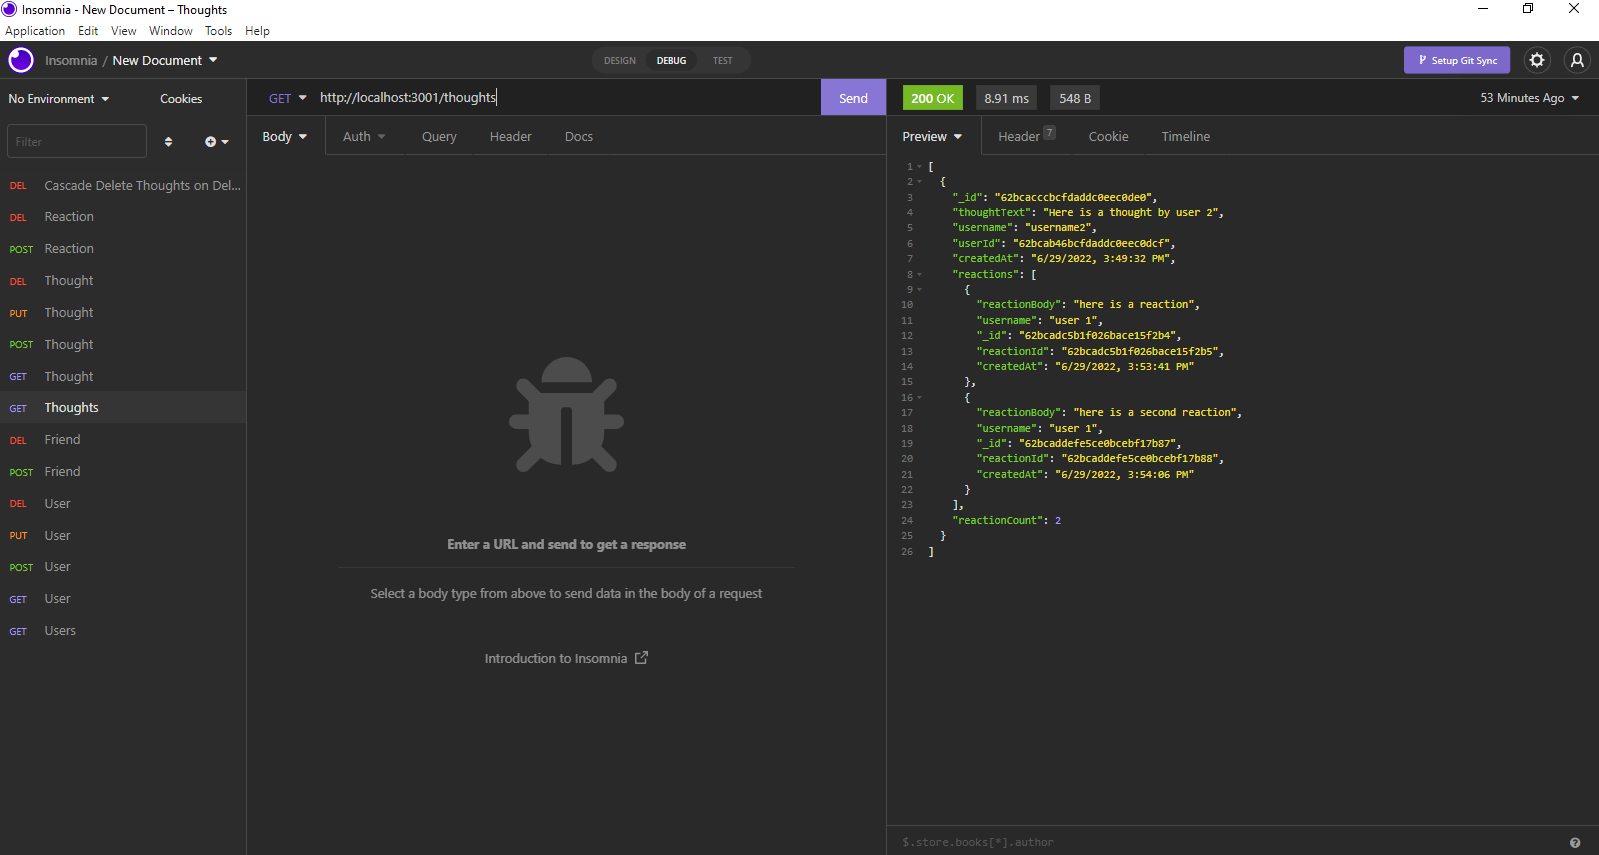 Insomnia - New Document – Thoughts
Application Edit View Window Tools Help
Insomnia / New Document
DESIGN DEBUG TEST
Setup Git Sync
No Environment Cookies
Filter
DEL Cascade Delete Thoughts on Del...
DEL Reaction
POST Reaction
DEL Thought
PUT Thought
POST Thought
GET Thought
GET Thoughts
DEL Friend
POST Friend
DEL User
PUT User
POST User
GET User
GET Users
GET http://localhost:3001/thoughts Send
Body Auth Query Header Docs
Enter a URL and send to get a response
Select a body type from above to send data in the body of a request
Introduction to Insomnia
200 OK 8.91 ms 548 B 53 Minutes Ago
Preview Header 7 Cookie Timeline
1 [
2 {
3 "_id": "62bcacccbcfdaddc0eec0de0",
4 "thoughtText": "Here is a thought by user 2",
5 "username": "username2",
6 "userId": "62bcab46bcfdaddc0eec0dcf",
7 "createdAt": "6/29/2022, 3:49:32 PM",
8 "reactions": [
9 {
10 "reactionBody": "here is a reaction",
11 "username": "user 1",
12 "_id": "62bcadc5b1f026bace15f2b4",
13 "reactionId": "62bcadc5b1f026bace15f2b5",
14 "createdAt": "6/29/2022, 3:53:41 PM"
15 },
16 {
17 "reactionBody": "here is a second reaction",
18 "username": "user 1",
19 "_id": "62bcaddefe5ce0bcebf17b87",
20 "reactionId": "62bcaddefe5ce0bcebf17b88",
21 "createdAt": "6/29/2022, 3:54:06 PM"
22 }
23 ],
24 "reactionCount": 2
25 }
26 ]
$.store.books[*].author